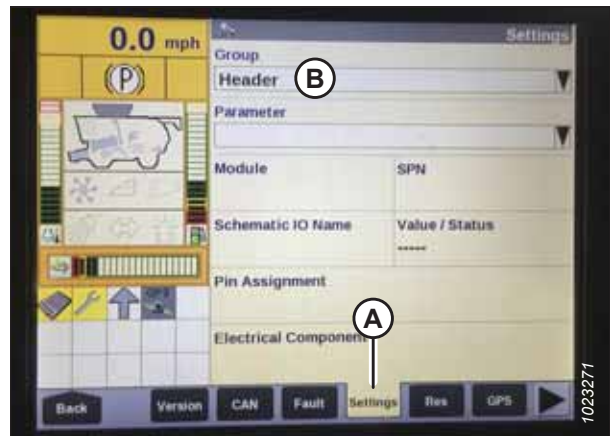 0.0 mph
Settings
(P)
Group
Header
B
Parameter
Module
SPN
Schematic IO Name
Value / Status
-----
Pin Assignment
Electrical Component
A
Back
Version
CAN
Fault
Settings
Res
GPS
1023271